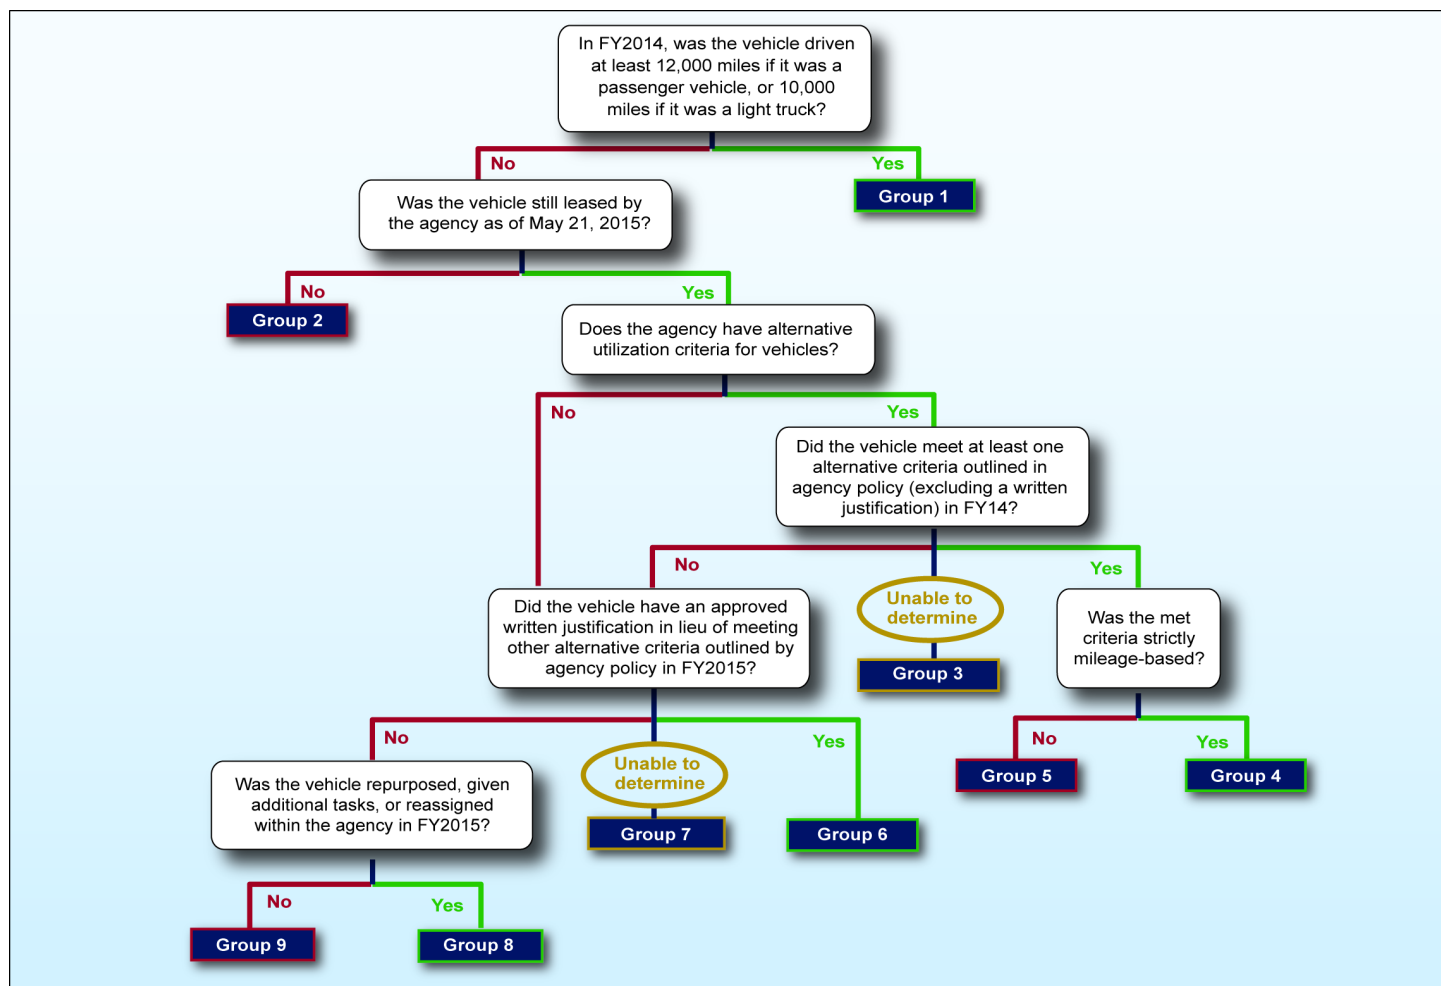 In FY2014, was the vehicle driven
at least 12,000 miles if it was a
passenger vehicle, or 10,000
miles if it was a light truck?
No
Yes
Group 1
Was the vehicle still leased by
the agency as of May 21, 2015?
No
Yes
Group 2
Does the agency have alternative
utilization criteria for vehicles?
No
Yes
Did the vehicle meet at least one
alternative criteria outlined in
agency policy (excluding a written
justification) in FY14?
No
Yes
Unable to
determine
Group 3
Was the met
criteria strictly
mileage-based?
No
Yes
Group 5
Group 4
Did the vehicle have an approved
written justification in lieu of meeting
other alternative criteria outlined by
agency policy in FY2015?
No
Yes
Unable to
determine
Group 7
Group 6
Was the vehicle repurposed, given
additional tasks, or reassigned
within the agency in FY2015?
No
Yes
Group 9
Group 8